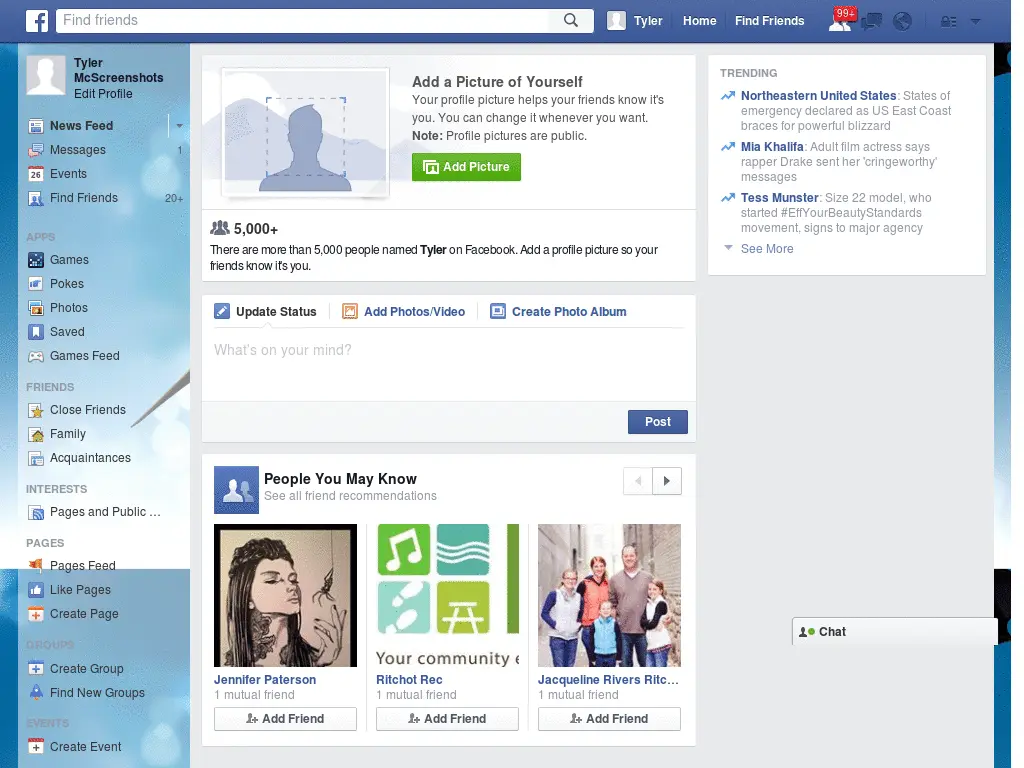 Find friends
Tyler
Home
Find Friends
99+
Tyler
McScreenshots
Edit Profile
News Feed
Messages 1
Events
26
Find Friends 20+
APPS
Games
Pokes
Photos
Saved
Games Feed
FRIENDS
Close Friends
Family
Acquaintances
INTERESTS
Pages and Public ...
PAGES
Pages Feed
Like Pages
Create Page
GROUPS
Create Group
Find New Groups
EVENTS
Create Event
Add a Picture of Yourself
Your profile picture helps your friends know it's
you. You can change it whenever you want.
Note: Profile pictures are public.
Add Picture
5,000+
There are more than 5,000 people named Tyler on Facebook. Add a profile picture so your
friends know it's you.
Update Status
Add Photos/Video
Create Photo Album
What's on your mind?
Post
People You May Know
See all friend recommendations
Your community e
Jennifer Paterson
1 mutual friend
Add Friend
Ritchot Rec
1 mutual friend
Add Friend
Jacqueline Rivers Ritc...
1 mutual friend
Add Friend
TRENDING
Northeastern United States: States of
emergency declared as US East Coast
braces for powerful blizzard
Mia Khalifa: Adult film actress says
rapper Drake sent her 'cringeworthy'
messages
Tess Munster: Size 22 model, who
started #EffYourBeautyStandards
movement, signs to major agency
See More
Chat